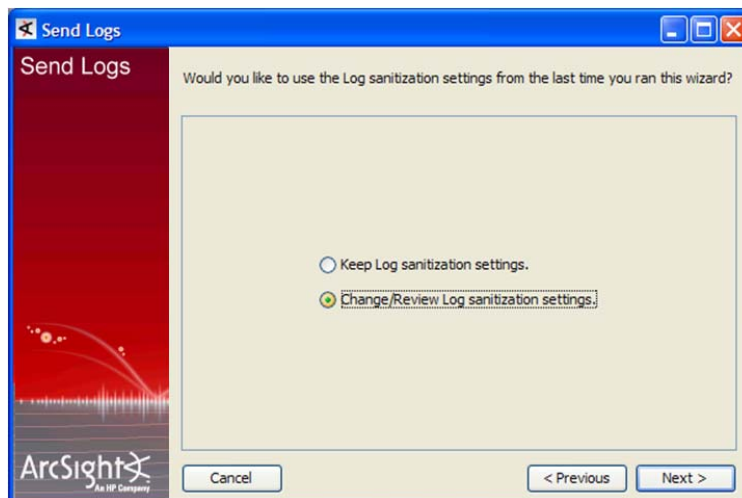 Send Logs
Send Logs
Would you like to use the Log sanitization settings from the last time you ran this wizard?
Keep Log sanitization settings.
Change/Review Log sanitization settings.
ArcSight
An HP Company
Cancel
< Previous
Next >